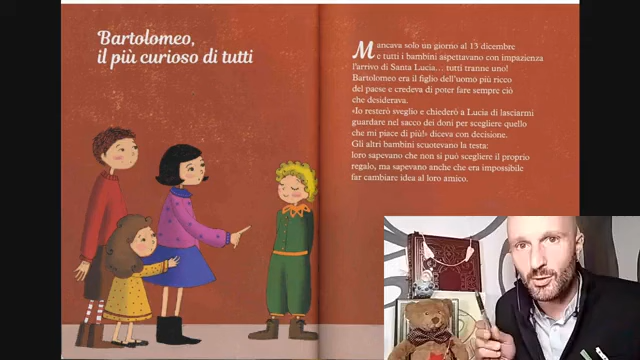 Bartolomeo,
il più curioso di tutti
Mancava solo un giorno al 13 dicembre
e tutti i bambini aspettavano con impazienza
l'arrivo di Santa Lucia... tutti tranne uno!
Bartolomeo era il figlio dell'uomo più ricco
del paese e credeva di poter fare sempre ciò
che desiderava.
«Io resterò sveglio e chiederò a Lucia di lasciarmi
guardare nel sacco dei doni per scegliere quello
che mi piace di più!» diceva con decisione.
Gli altri bambini scuotevano la testa:
loro sapevano che non si può scegliere il proprio
regalo, ma sapevano anche che era impossibile
far cambiare idea al loro amico.